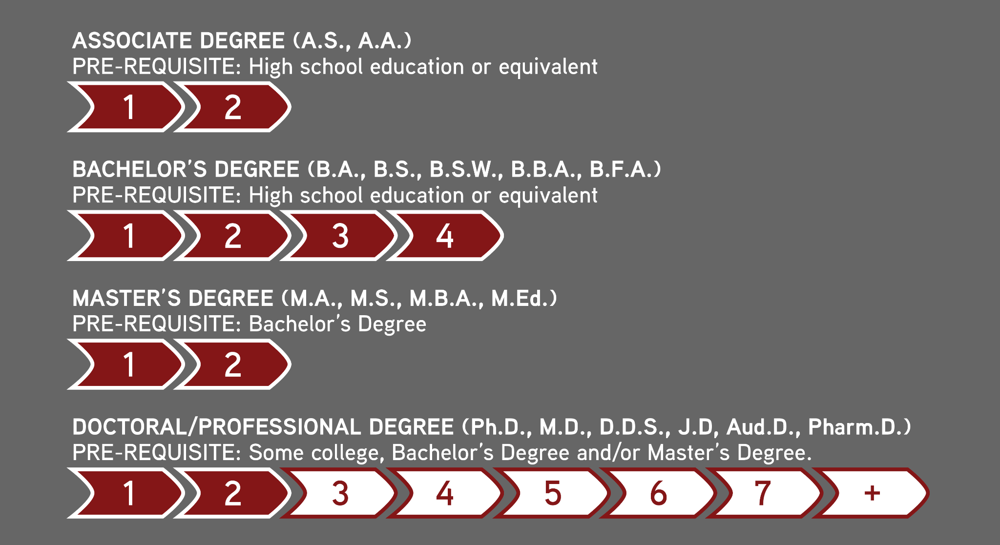 ASSOCIATE DEGREE (A.S., A.A.)
PRE-REQUISITE: High school education or equivalent
1 2
BACHELOR’S DEGREE (B.A., B.S., B.S.W., B.B.A., B.F.A.)
PRE-REQUISITE: High school education or equivalent
1 2 3 4
MASTER’S DEGREE (M.A., M.S., M.B.A., M.Ed.)
PRE-REQUISITE: Bachelor’s Degree
1 2
DOCTORAL/PROFESSIONAL DEGREE (Ph.D., M.D., D.D.S., J.D, Aud.D., Pharm.D.)
PRE-REQUISITE: Some college, Bachelor’s Degree and/or Master’s Degree.
1 2 3 4 5 6 7 +